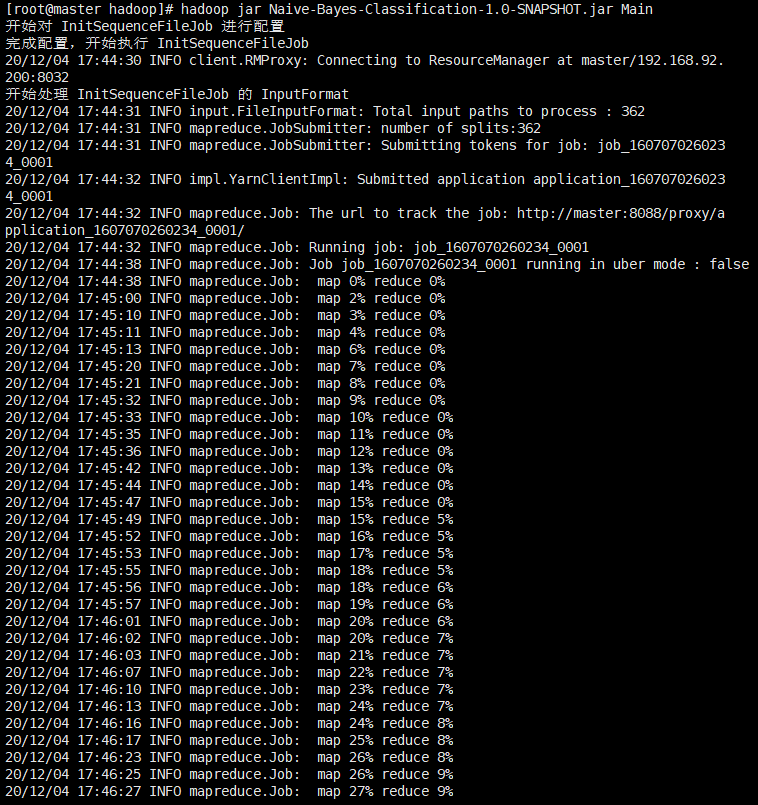 [root@master hadoop]# hadoop jar Naive-Bayes-Classification-1.0-SNAPSHOT.jar Main
开始对 InitSequenceFileJob 进行配置
完成配置，开始执行 InitSequenceFileJob
20/12/04 17:44:30 INFO client.RMProxy: Connecting to ResourceManager at master/192.168.92.
200:8032
开始处理 InitSequenceFileJob 的 InputFormat
20/12/04 17:44:31 INFO input.FileInputFormat: Total input paths to process : 362
20/12/04 17:44:31 INFO mapreduce.JobSubmitter: number of splits:362
20/12/04 17:44:31 INFO mapreduce.JobSubmitter: Submitting tokens for job: job_160707026023
4_0001
20/12/04 17:44:32 INFO impl.YarnClientImpl: Submitted application application_160707026023
4_0001
20/12/04 17:44:32 INFO mapreduce.Job: The url to track the job: http://master:8088/proxy/a
pplication_1607070260234_0001/
20/12/04 17:44:32 INFO mapreduce.Job: Running job: job_1607070260234_0001
20/12/04 17:44:38 INFO mapreduce.Job: Job job_1607070260234_0001 running in uber mode : false
20/12/04 17:44:38 INFO mapreduce.Job:  map 0% reduce 0%
20/12/04 17:45:00 INFO mapreduce.Job:  map 2% reduce 0%
20/12/04 17:45:10 INFO mapreduce.Job:  map 3% reduce 0%
20/12/04 17:45:11 INFO mapreduce.Job:  map 4% reduce 0%
20/12/04 17:45:13 INFO mapreduce.Job:  map 6% reduce 0%
20/12/04 17:45:20 INFO mapreduce.Job:  map 7% reduce 0%
20/12/04 17:45:21 INFO mapreduce.Job:  map 8% reduce 0%
20/12/04 17:45:32 INFO mapreduce.Job:  map 9% reduce 0%
20/12/04 17:45:33 INFO mapreduce.Job:  map 10% reduce 0%
20/12/04 17:45:35 INFO mapreduce.Job:  map 11% reduce 0%
20/12/04 17:45:36 INFO mapreduce.Job:  map 12% reduce 0%
20/12/04 17:45:42 INFO mapreduce.Job:  map 13% reduce 0%
20/12/04 17:45:44 INFO mapreduce.Job:  map 14% reduce 0%
20/12/04 17:45:47 INFO mapreduce.Job:  map 15% reduce 0%
20/12/04 17:45:49 INFO mapreduce.Job:  map 15% reduce 5%
20/12/04 17:45:52 INFO mapreduce.Job:  map 16% reduce 5%
20/12/04 17:45:53 INFO mapreduce.Job:  map 17% reduce 5%
20/12/04 17:45:55 INFO mapreduce.Job:  map 18% reduce 5%
20/12/04 17:45:56 INFO mapreduce.Job:  map 18% reduce 6%
20/12/04 17:45:57 INFO mapreduce.Job:  map 19% reduce 6%
20/12/04 17:46:01 INFO mapreduce.Job:  map 20% reduce 6%
20/12/04 17:46:02 INFO mapreduce.Job:  map 20% reduce 7%
20/12/04 17:46:03 INFO mapreduce.Job:  map 21% reduce 7%
20/12/04 17:46:07 INFO mapreduce.Job:  map 22% reduce 7%
20/12/04 17:46:10 INFO mapreduce.Job:  map 23% reduce 7%
20/12/04 17:46:13 INFO mapreduce.Job:  map 24% reduce 7%
20/12/04 17:46:16 INFO mapreduce.Job:  map 24% reduce 8%
20/12/04 17:46:17 INFO mapreduce.Job:  map 25% reduce 8%
20/12/04 17:46:23 INFO mapreduce.Job:  map 26% reduce 8%
20/12/04 17:46:25 INFO mapreduce.Job:  map 26% reduce 9%
20/12/04 17:46:27 INFO mapreduce.Job:  map 27% reduce 9%